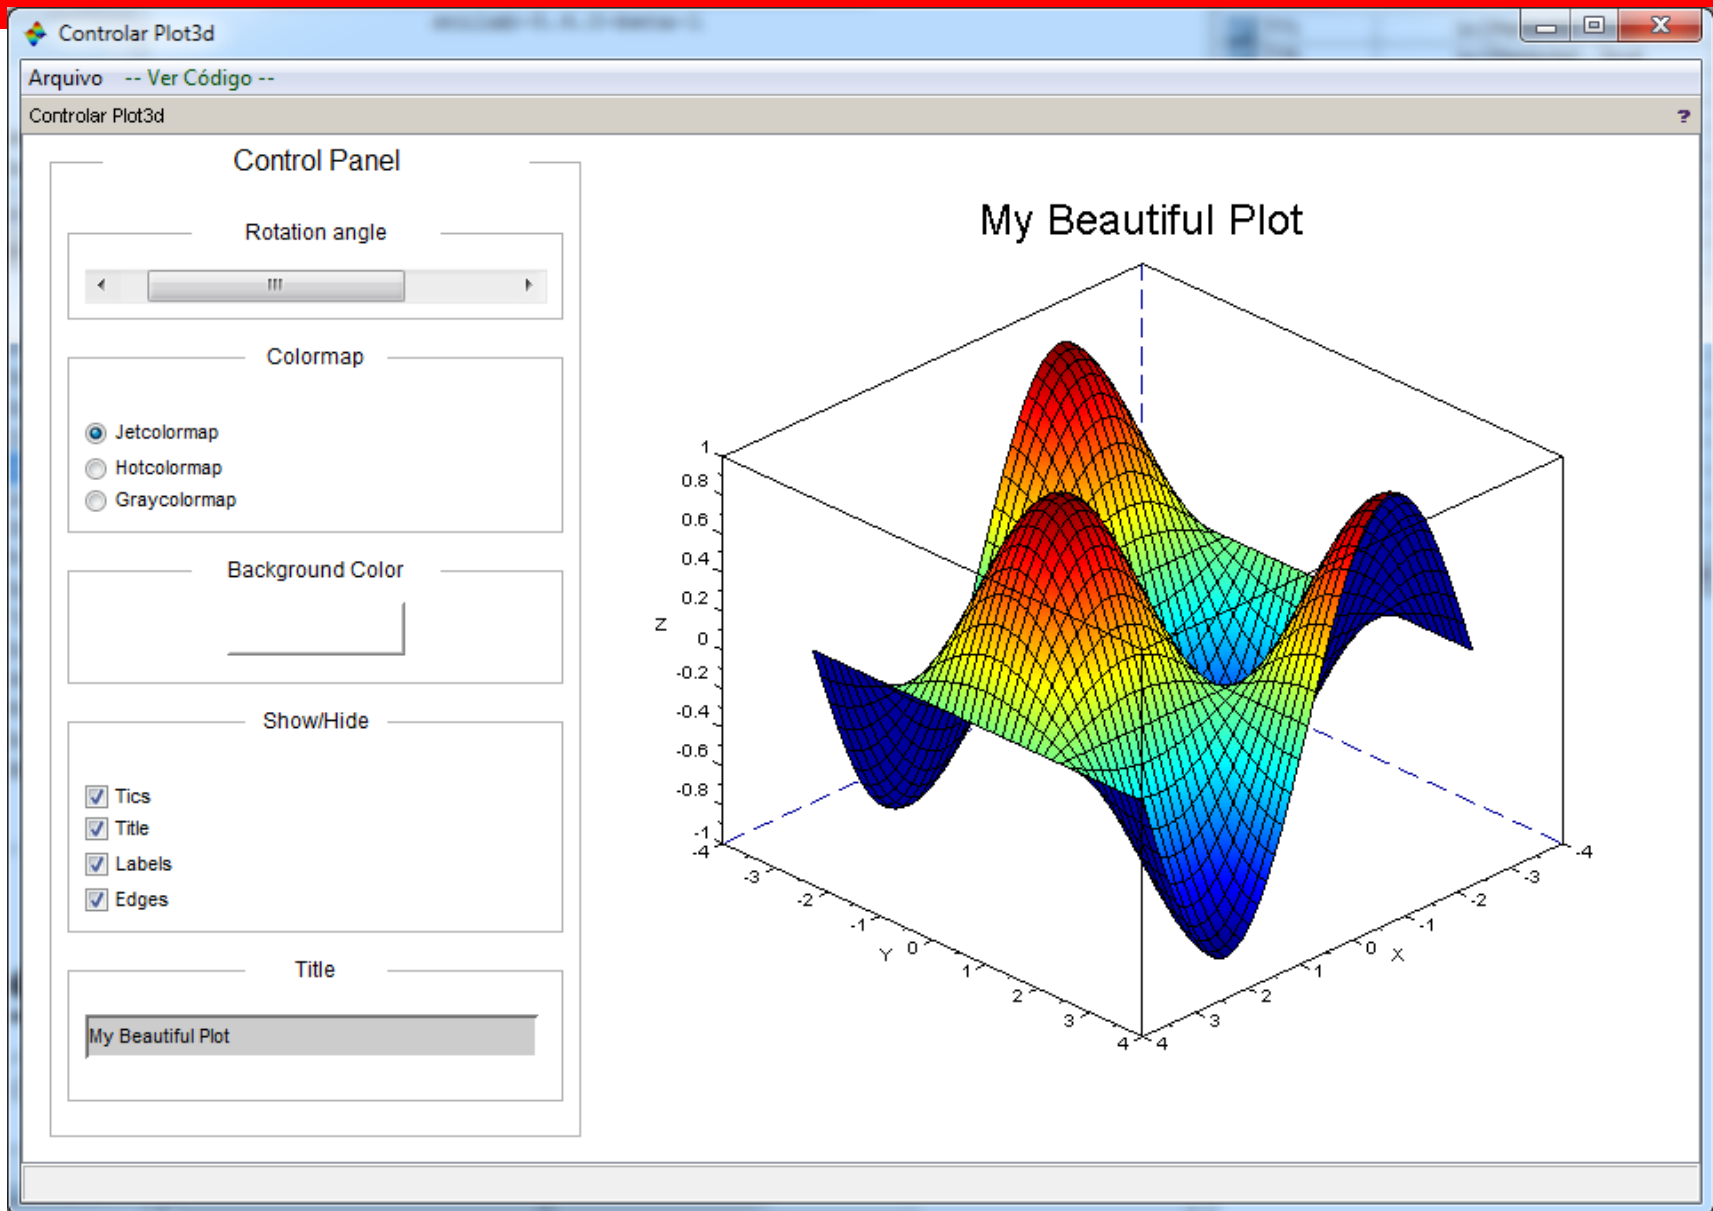 Controlar Plot3d
Arquivo -- Ver Código --
Controlar Plot3d ?
Control Panel
Rotation angle
Colormap
Jetcolormap
Hotcolormap
Graycolormap
Background Color
Show/Hide
Tics
Title
Labels
Edges
Title
My Beautiful Plot
My Beautiful Plot
Z
1
0.8
0.6
0.4
0.2
0
-0.2
-0.4
-0.6
-0.8
-1
-4
-3
-2
-1
0
1
2
3
4
Y
4
3
2
1
0
-1
-2
-3
-4
X